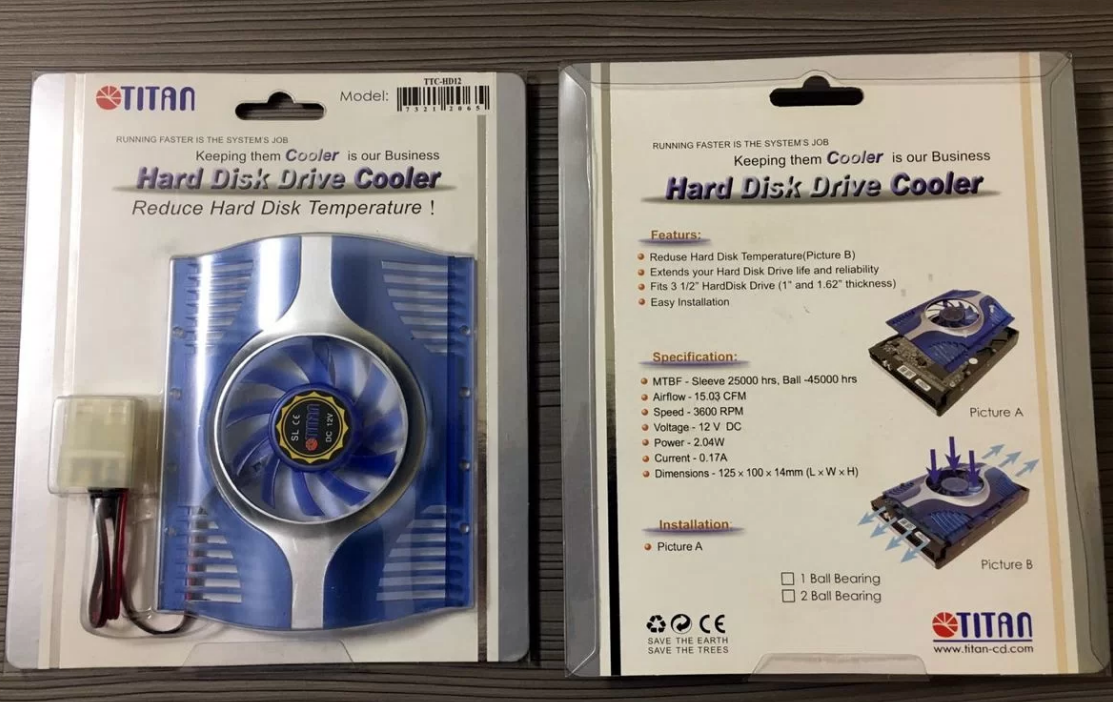 TITAN
Model:
TTC-HD12
7321 2065
RUNNING FASTER IS THE SYSTEM'S JOB
Keeping them Cooler is our Business
Hard Disk Drive Cooler
Reduce Hard Disk Temperature !
SL CE
TITAN
DC 12V
RUNNING FASTER IS THE SYSTEM'S JOB
Keeping them Cooler is our Business
Hard Disk Drive Cooler
Featurs:
Reduse Hard Disk Temperature(Picture B)
Extends your Hard Disk Drive life and reliability
Fits 3 1/2" HardDisk Drive (1" and 1.62" thickness)
Easy Installation
Specification:
MTBF - Sleeve 25000 hrs, Ball -45000 hrs
Airflow - 15.03 CFM
Speed - 3600 RPM
Voltage - 12 V DC
Power - 2.04W
Current - 0.17A
Dimensions - 125 x 100 x 14mm (L x W x H)
Picture A
Installation:
Picture A
Picture B
1 Ball Bearing
2 Ball Bearing
CE
SAVE THE EARTH
SAVE THE TREES
TITAN
www.titan-cd.com